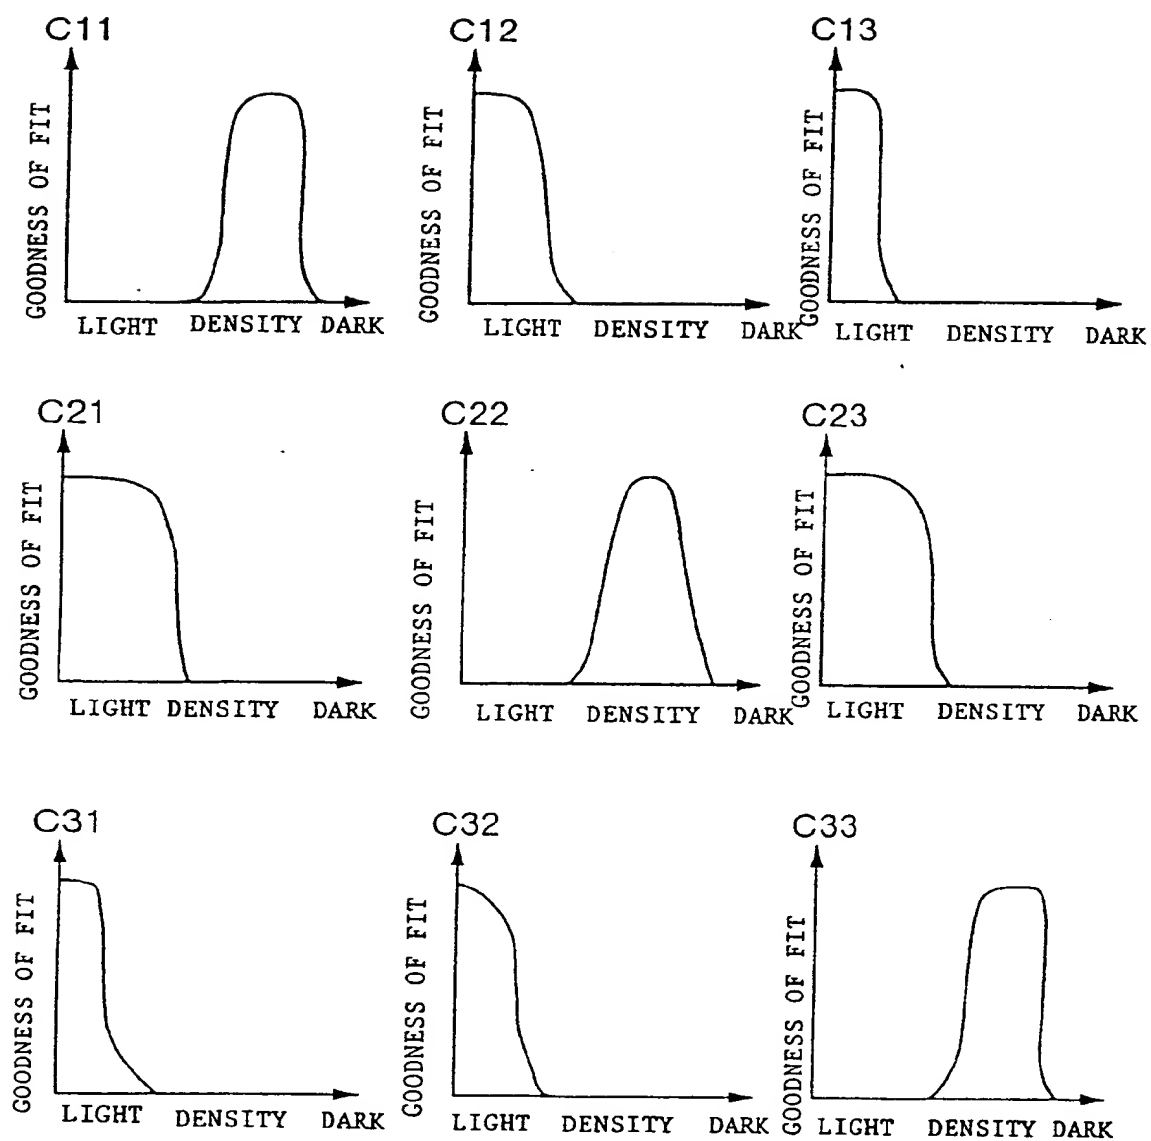 C11
GOODNESS OF FIT
LIGHT DENSITY DARK
C12
GOODNESS OF FIT
LIGHT DENSITY DARK
C13
GOODNESS OF FIT
LIGHT DENSITY DARK
C21
GOODNESS OF FIT
LIGHT DENSITY DARK
C22
GOODNESS OF FIT
LIGHT DENSITY DARK
C23
GOODNESS OF FIT
LIGHT DENSITY DARK
C31
GOODNESS OF FIT
LIGHT DENSITY DARK
C32
GOODNESS OF FIT
LIGHT DENSITY DARK
C33
GOODNESS OF FIT
LIGHT DENSITY DARK